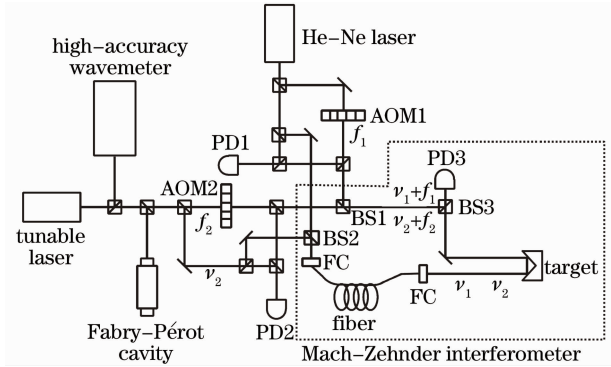 He–Ne laser
high–accuracy
wavemeter
AOM1
f₁
PD1
PD3
AOM2
f₂
ν₁+f₁
ν₂+f₂
BS1
BS3
tunable
laser
BS2
ν₂
FC
target
FC
ν₁
ν₂
fiber
PD2
Fabry–Pérot
cavity
Mach–Zehnder interferometer